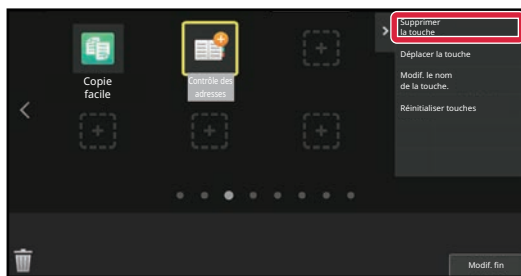 Supprimer
la touche
Déplacer la touche
Modif. le nom
de la touche.
Réinitialiser touches
Copie
facile
Contrôle des
adresses
Modif. fin